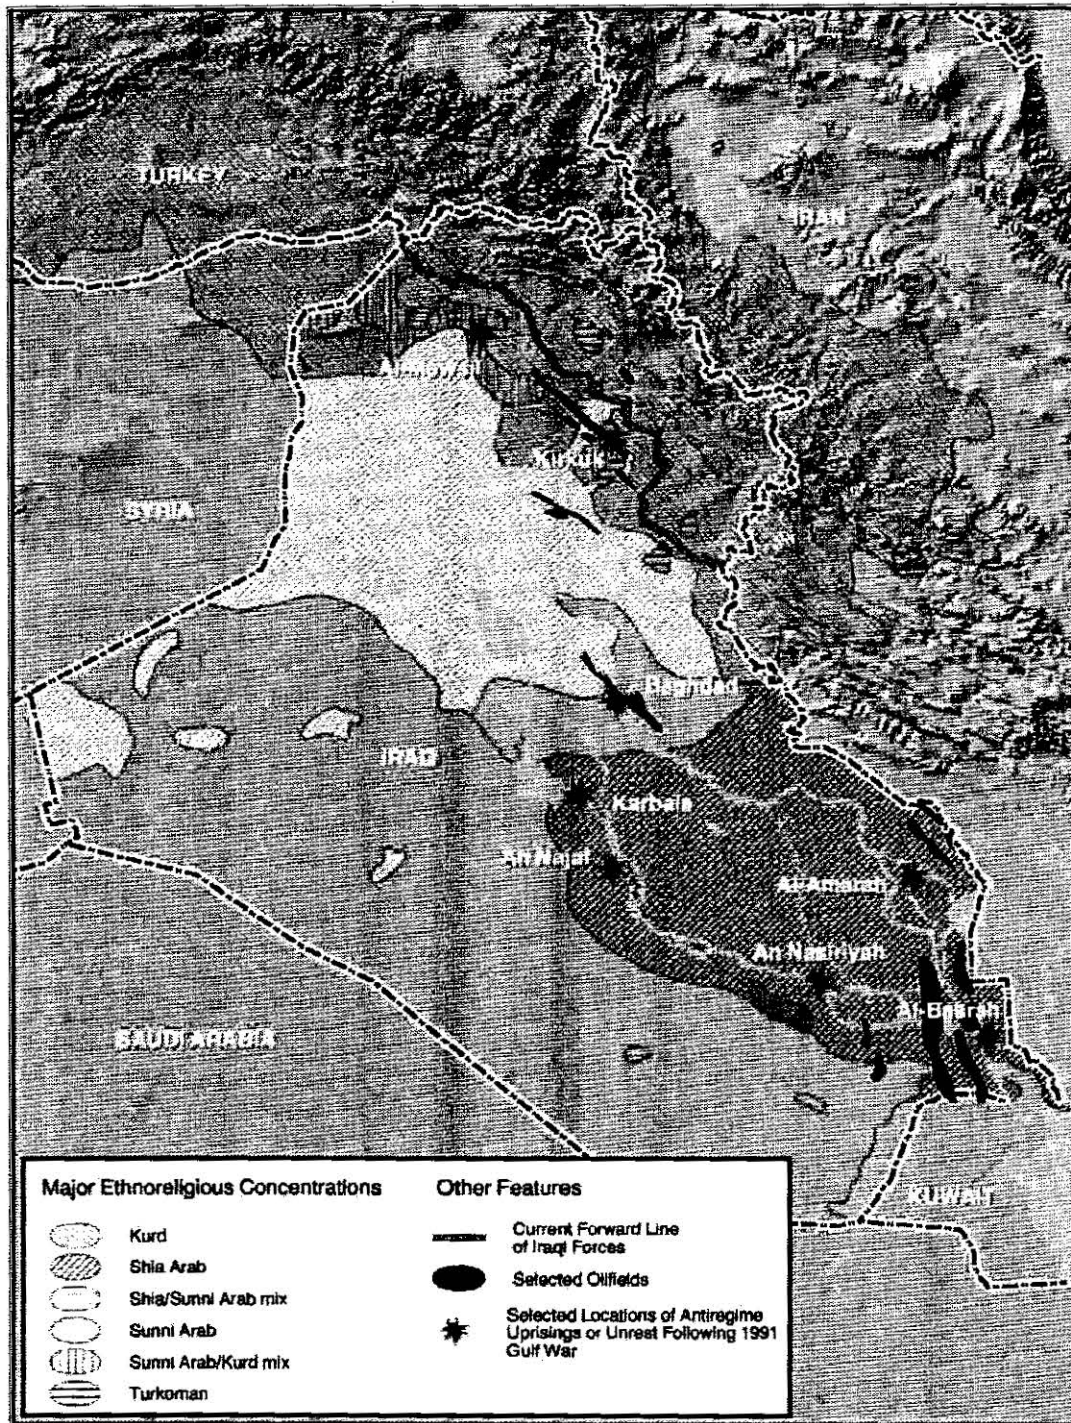 TURKEY
IRAN
Al-Mawsil
Kirkuk
SYRIA
Baghdad
IRAQ
Karbala
An Najaf
Al-Amarah
An Nasiriyah
Al-Basrah
SAUDI ARABIA
KUWAIT
Major Ethnoreligious Concentrations
Kurd
Shia Arab
Shia/Sunni Arab mix
Sunni Arab
Sunni Arab/Kurd mix
Turkoman
Other Features
Current Forward Line
of Iraqi Forces
Selected Oilfields
Selected Locations of Antiregime
Uprisings or Unrest Following 1991
Gulf War